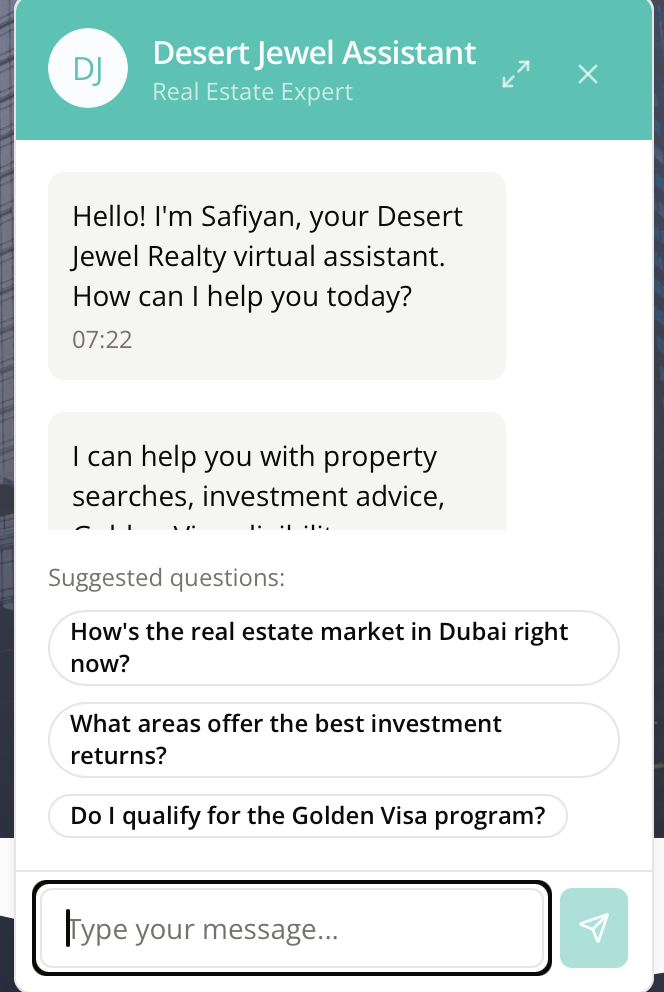 DJ
Desert Jewel Assistant
Real Estate Expert
Hello! I'm Safiyan, your Desert
Jewel Realty virtual assistant.
How can I help you today?
07:22
I can help you with property
searches, investment advice,
Suggested questions:
How's the real estate market in Dubai right
now?
What areas offer the best investment
returns?
Do I qualify for the Golden Visa program?
Type your message...